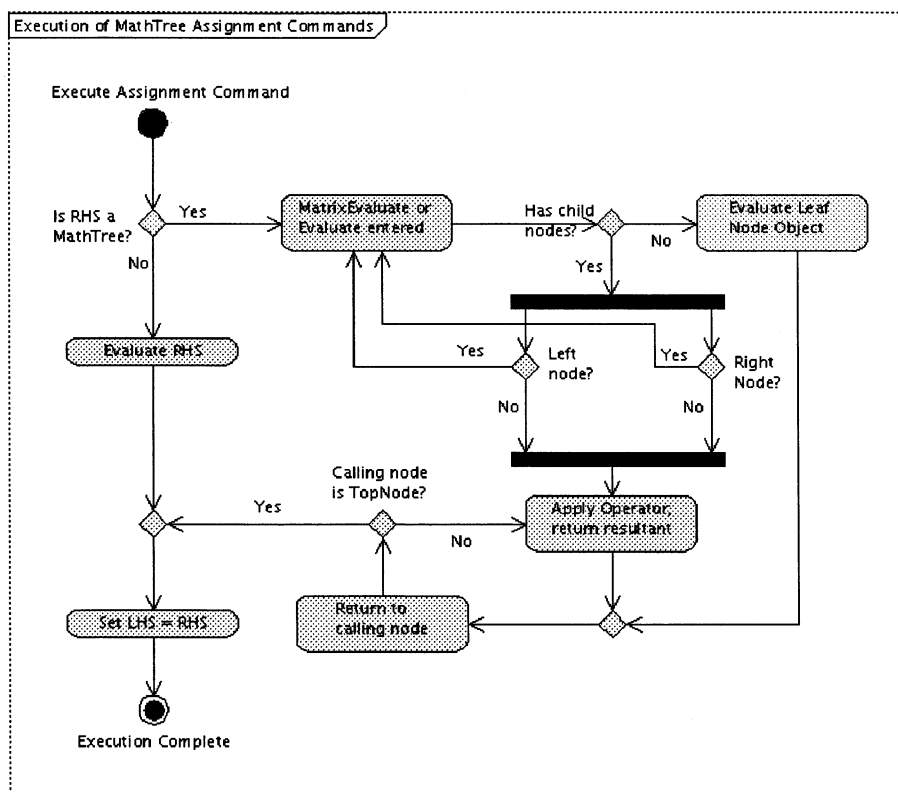 Execution of MathTree Assignment Commands
Execute Assignment Command
Is RHS a
MathTree?
Yes
No
MatrixEvaluate or
Evaluate entered
Has child
nodes?
No
Yes
Evaluate Leaf
Node Object
Evaluate RHS
Yes
Left
node?
No
Yes
Right
Node?
No
Calling node
is TopNode?
Yes
No
Apply Operator,
return resultant
Set LHS = RHS
Return to
calling node
Execution Complete